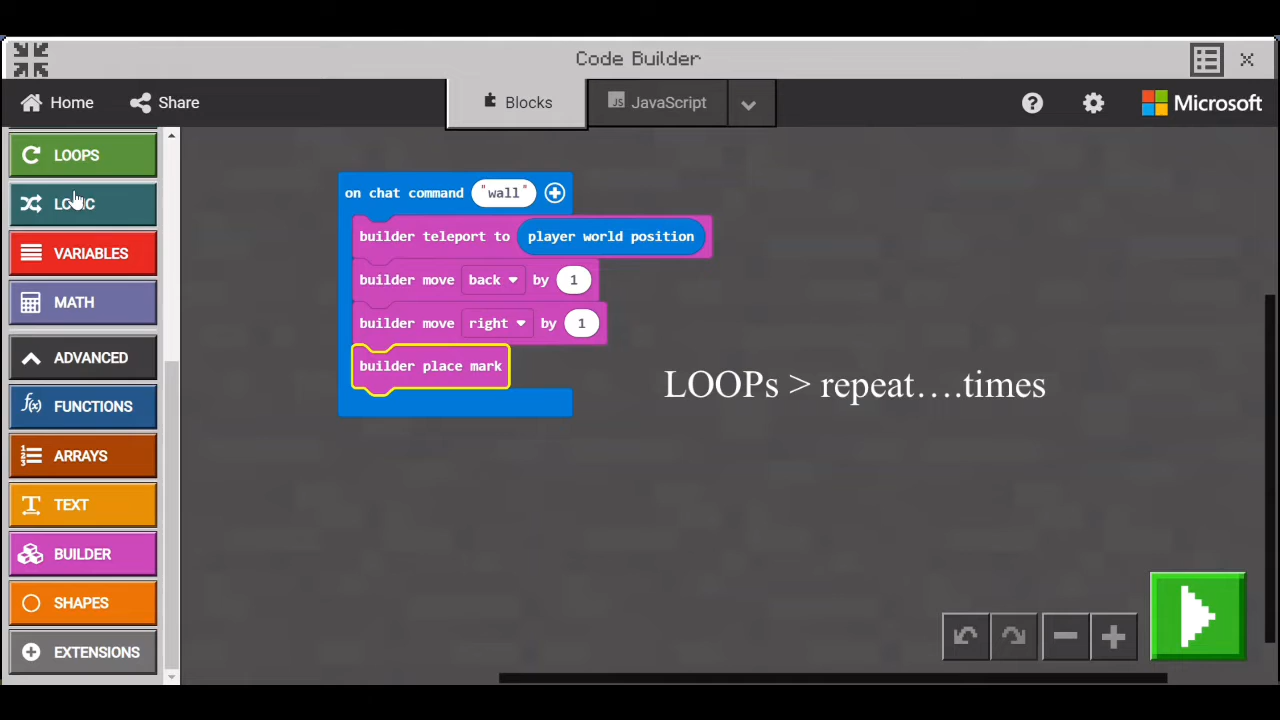 Code Builder
Home
Share
Blocks
JS JavaScript
Microsoft
LOOPS
LOGIC
VARIABLES
MATH
ADVANCED
f(x) FUNCTIONS
ARRAYS
T TEXT
BUILDER
SHAPES
EXTENSIONS
on chat command "wall"
builder teleport to player world position
builder move back by 1
builder move right by 1
builder place mark
LOOPs > repeat….times